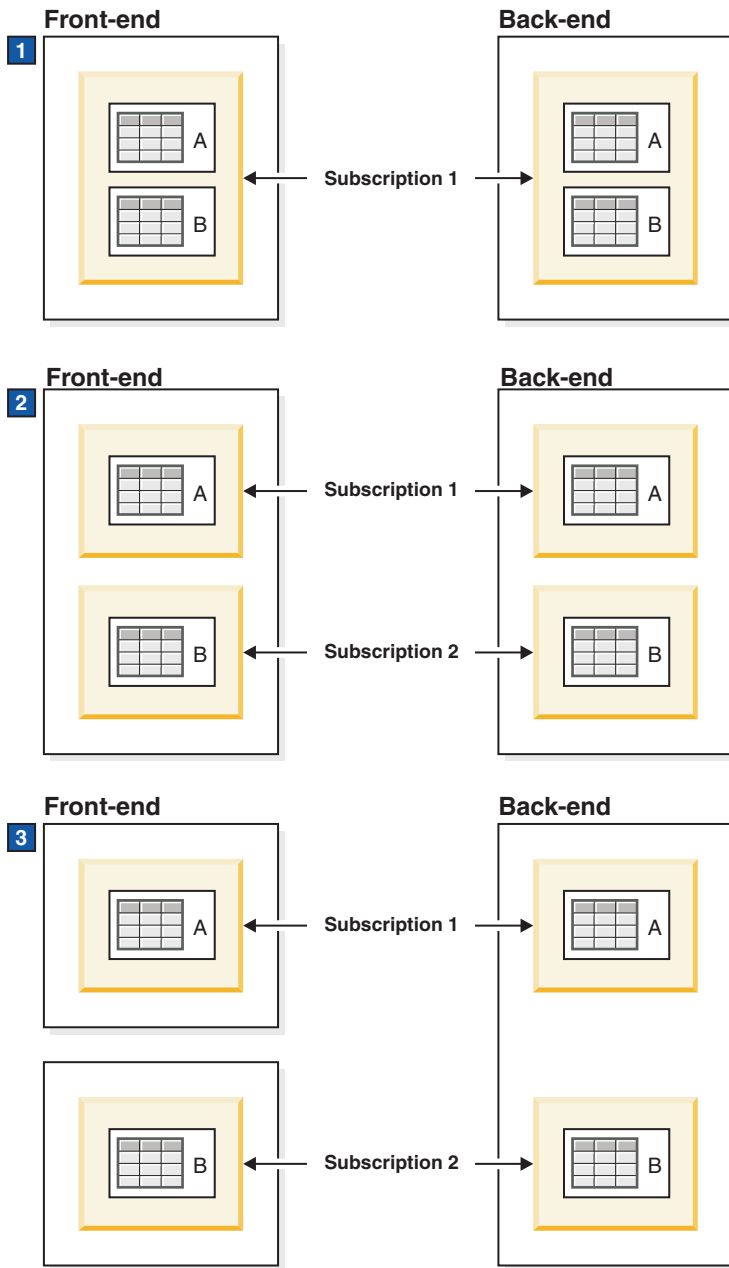 Front-end Back-end
1
A A
Subscription 1
B B
Front-end Back-end
2
A A
Subscription 1
B B
Subscription 2
Front-end Back-end
3
A A
Subscription 1
B B
Subscription 2